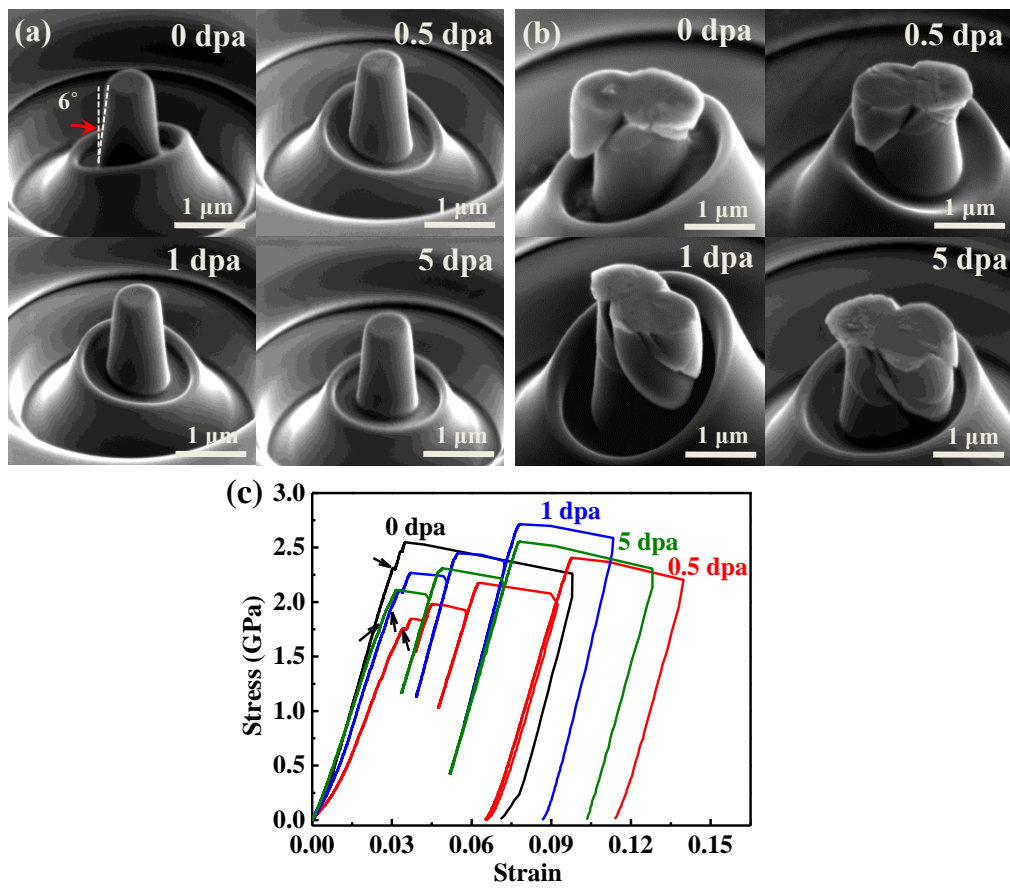 (a)
0 dpa
6°
1 μm
0.5 dpa
1 μm
1 dpa
1 μm
5 dpa
1 μm
(b)
0 dpa
1 μm
0.5 dpa
1 μm
1 dpa
1 μm
5 dpa
1 μm
(c)
3.0
2.5
2.0
1.5
1.0
0.5
0.0
Stress (GPa)
0 dpa
1 dpa
5 dpa
0.5 dpa
0.00
0.03
0.06
0.09
0.12
0.15
Strain